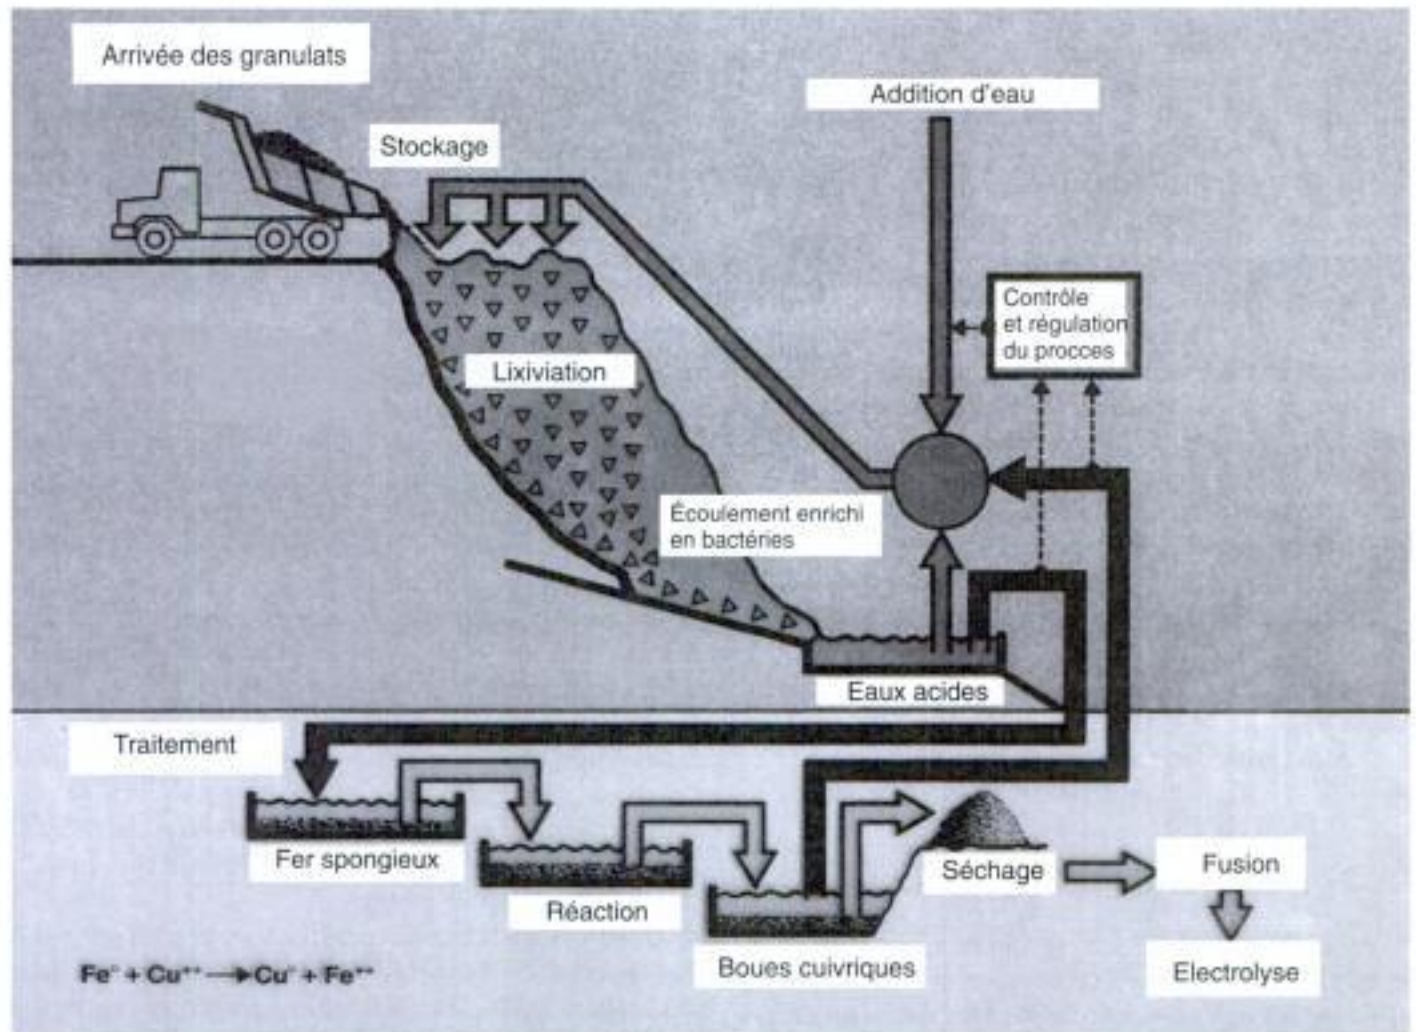 Arrivée des granulats
Addition d'eau
Stockage
Contrôle
et régulation
du procces
Lixiviation
Écoulement enrichi
en bactéries
Eaux acides
Traitement
Fer spongieux
Réaction
Boues cuivriques
Séchage
Fusion
Electrolyse
Fe° + Cu⁺⁺ → Cu° + Fe⁺⁺